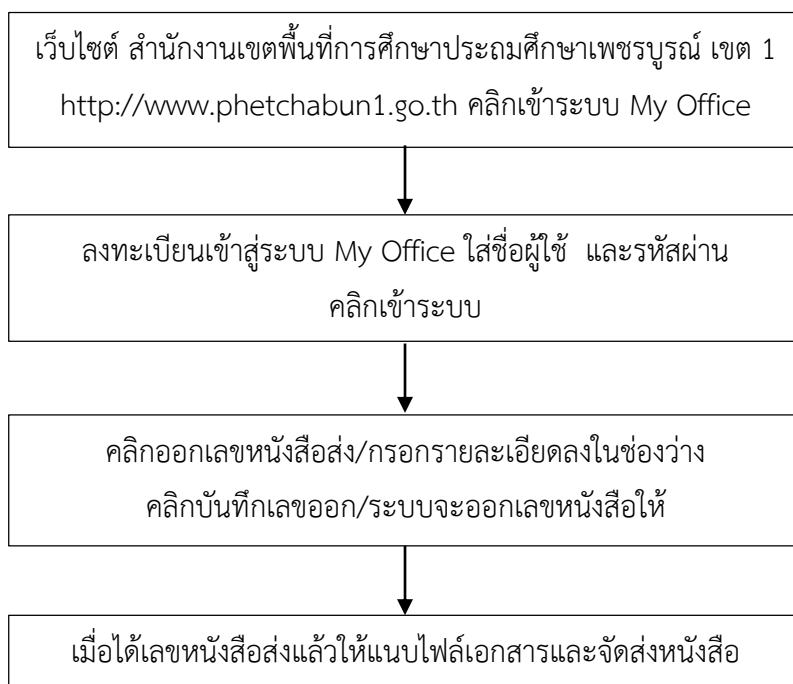 เว็บไซต์ สำนักงานเขตพื้นที่การศึกษาประถมศึกษาเพชรบูรณ์ เขต 1
http://www.phetchabun1.go.th คลิกเข้าระบบ My Office
ลงทะเบียนเข้าสู่ระบบ My Office ใส่ชื่อผู้ใช้ และรหัสผ่าน
คลิกเข้าระบบ
คลิกออกเลขหนังสือส่ง/กรอกรายละเอียดลงในช่องว่าง
คลิกบันทึกเลขออก/ระบบจะออกเลขหนังสือให้
เมื่อได้เลขหนังสือส่งแล้วให้แนบไฟล์เอกสารและจัดส่งหนังสือ